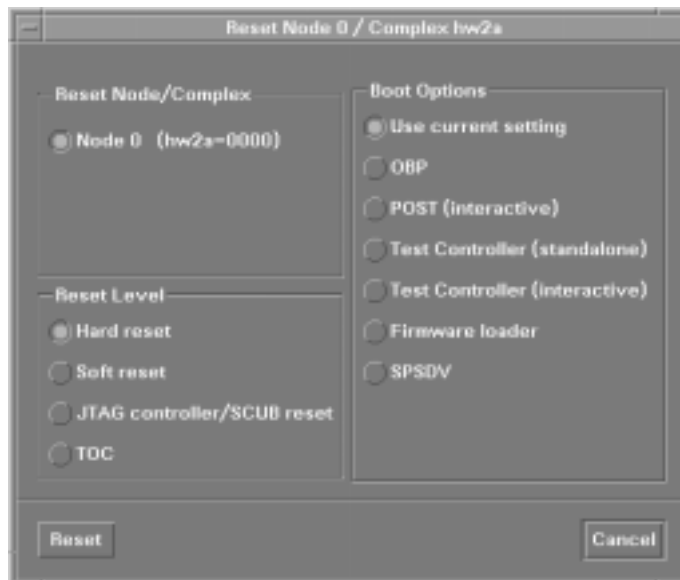 Reset Node 0 / Complex hw2a
Reset Node/Complex
Node 0 (hw2a=0000)
Reset Level
Hard reset
Soft reset
JTAG controller/SCUB reset
TOC
Boot Options
Use current setting
OBP
POST (interactive)
Test Controller (standalone)
Test Controller (interactive)
Firmware loader
SPSDV
Reset
Cancel